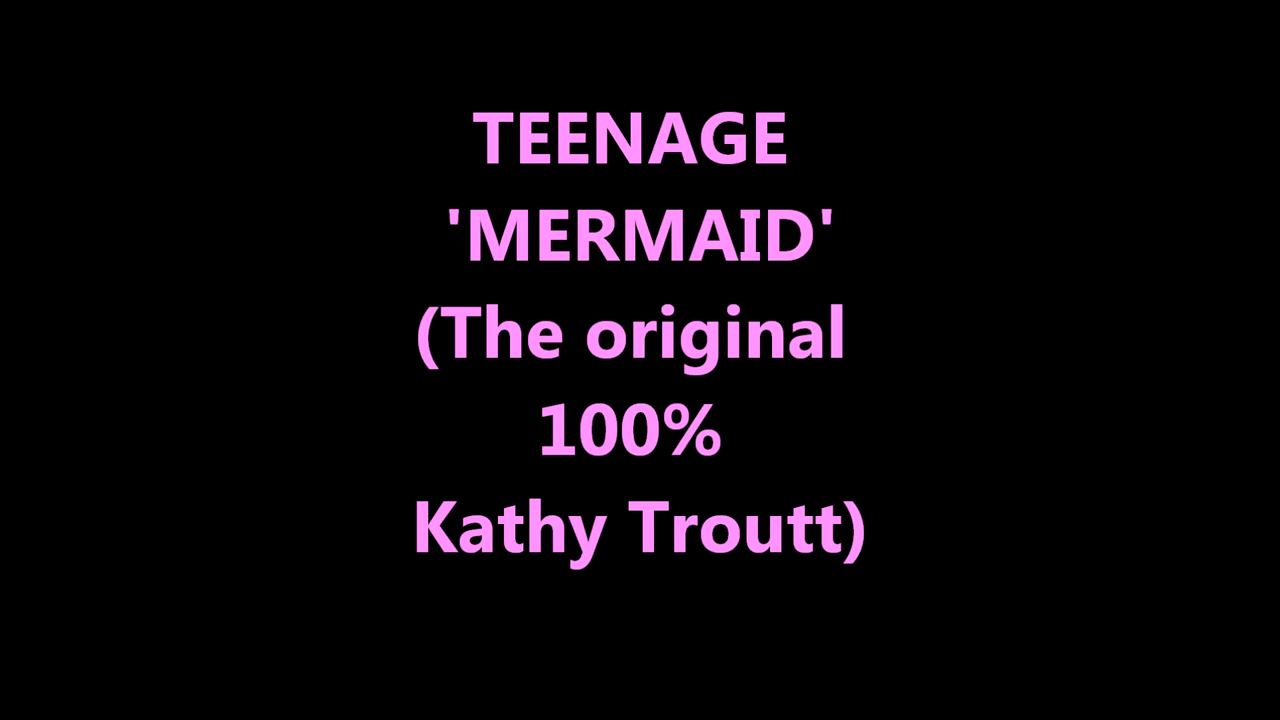 TEENAGE
'MERMAID'
(The original
100%
Kathy Troutt)